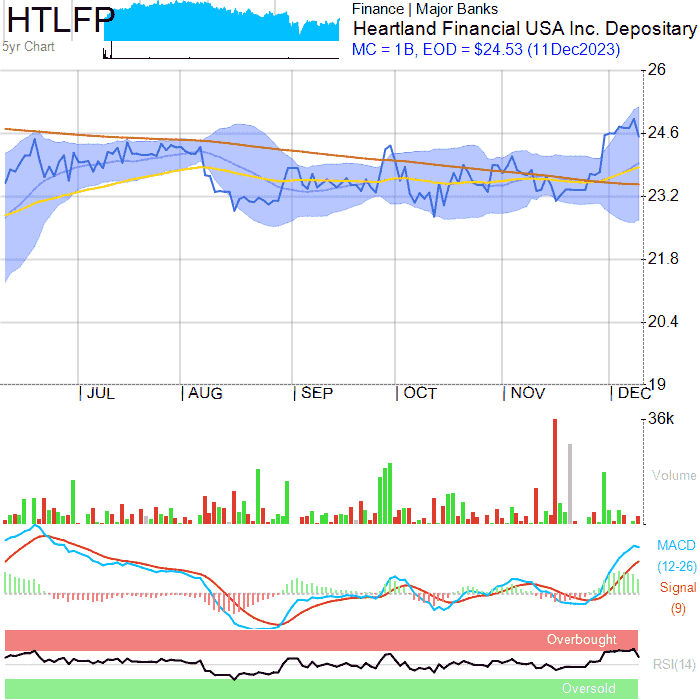 HTLFP
5yr Chart
Finance | Major Banks
Heartland Financial USA Inc. Depositary
MC = 1B, EOD = $24.53 (11Dec2023)
26
24.6
23.2
21.8
20.4
19
| JUL | AUG | SEP | OCT | NOV | DEC
36k
Volume
MACD
(12-26)
Signal
(9)
Overbought
RSI(14)
Oversold